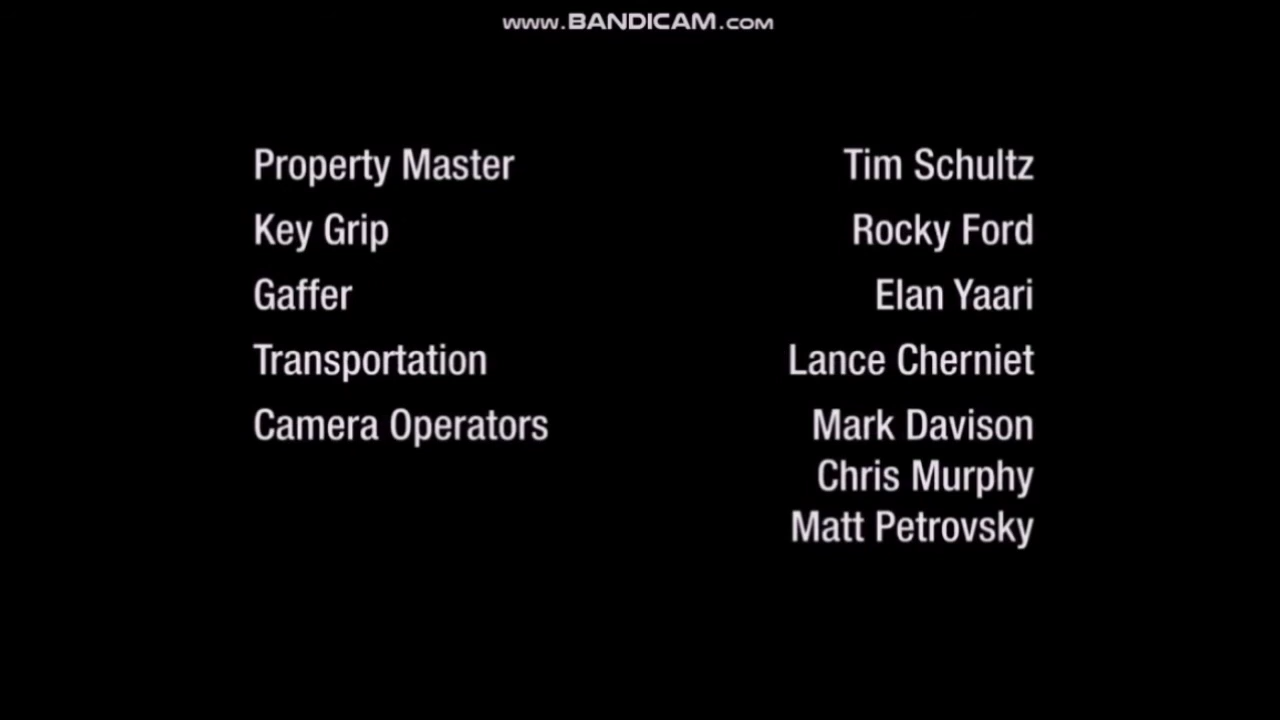 www.BANDICAM.com
Property Master Tim Schultz
Key Grip Rocky Ford
Gaffer Elan Yaari
Transportation Lance Cherniet
Camera Operators Mark Davison
Chris Murphy
Matt Petrovsky